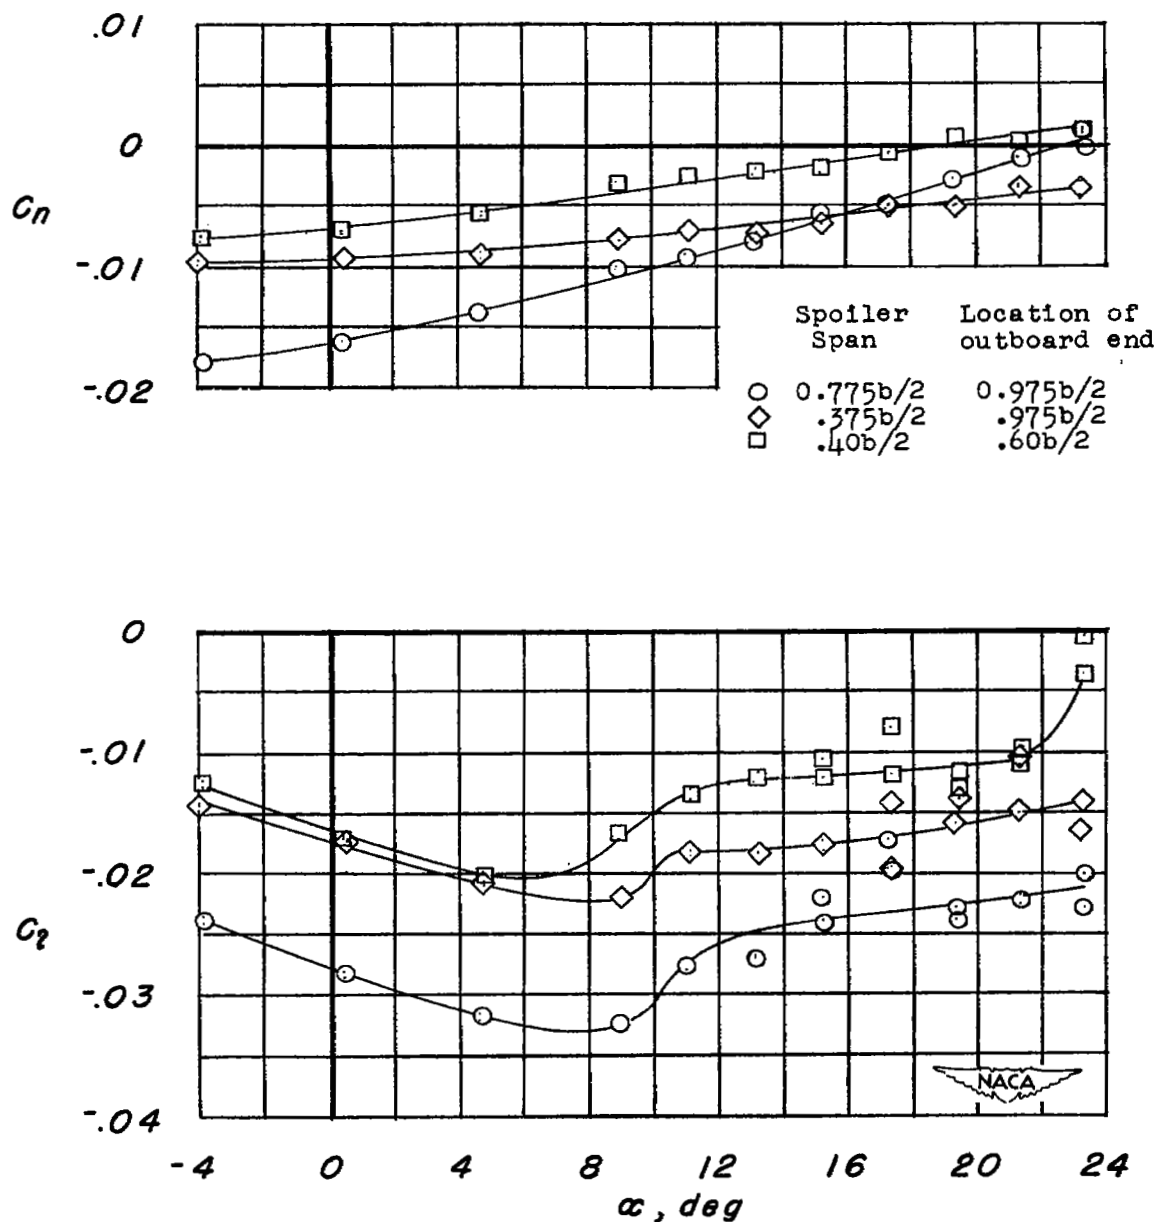 .01
0
Cn
-.01
-.02
Spoiler Location of
Span outboard end
0.775b/2 0.975b/2
.375b/2 .975b/2
.40b/2 .60b/2
0
-.01
-.02
Cl
-.03
-.04
NACA
-4 0 4 8 12 16 20 24
α, deg